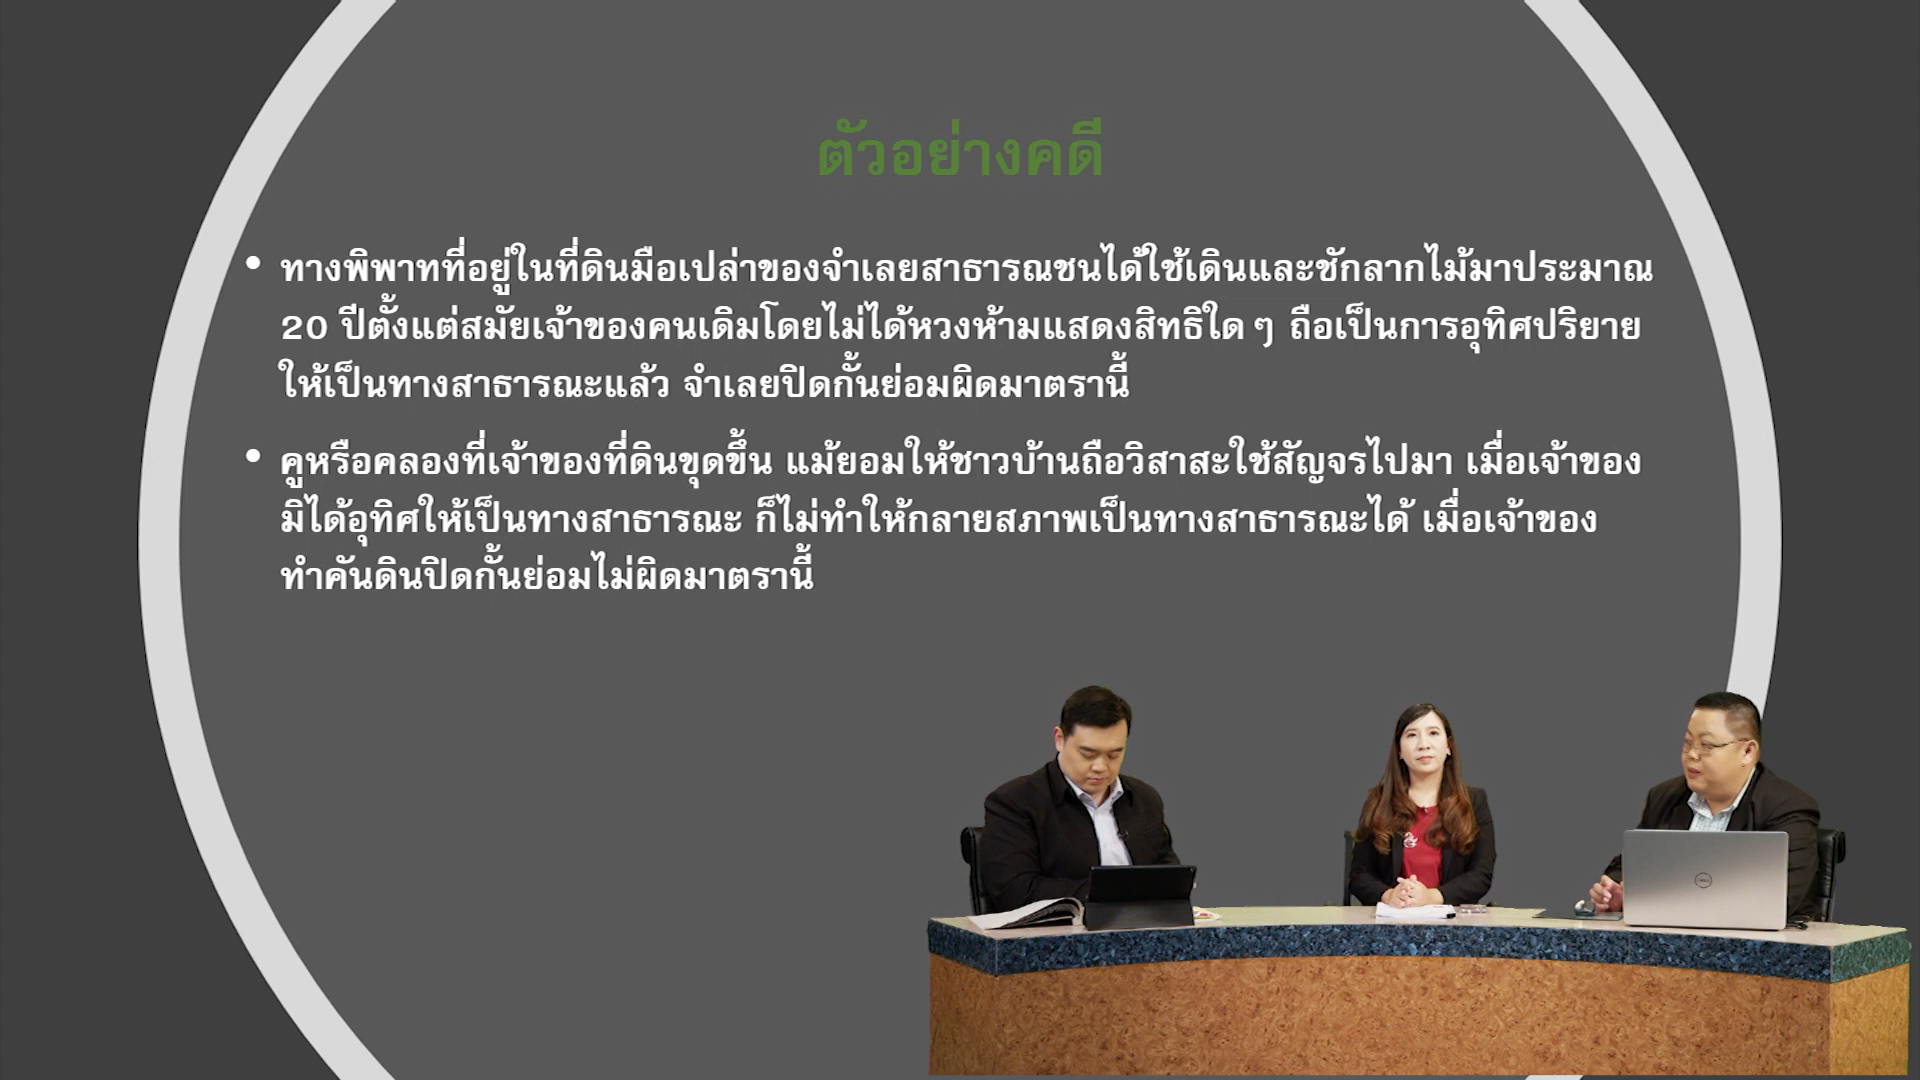 ตัวอย่างคดี
• ทางพิพาทที่อยู่ในที่ดินมือเปล่าของจำเลยสาธารณชนได้ใช้เดินและชักลากไม้มาประมาณ
20 ปีตั้งแต่สมัยเจ้าของคนเดิมโดยไม่ได้หวงห้ามแสดงสิทธิใด ๆ ถือเป็นการอุทิศปริยาย
ให้เป็นทางสาธารณะแล้ว จำเลยปิดกั้นย่อมผิดมาตรานี้
• คูหรือคลองที่เจ้าของที่ดินขุดขึ้น แม้ยอมให้ชาวบ้านถือวิสาสะใช้สัญจรไปมา เมื่อเจ้าของ
มิได้อุทิศให้เป็นทางสาธารณะ ก็ไม่ทำให้กลายสภาพเป็นทางสาธารณะได้ เมื่อเจ้าของ
ทำคันดินปิดกั้นย่อมไม่ผิดมาตรานี้
DELL